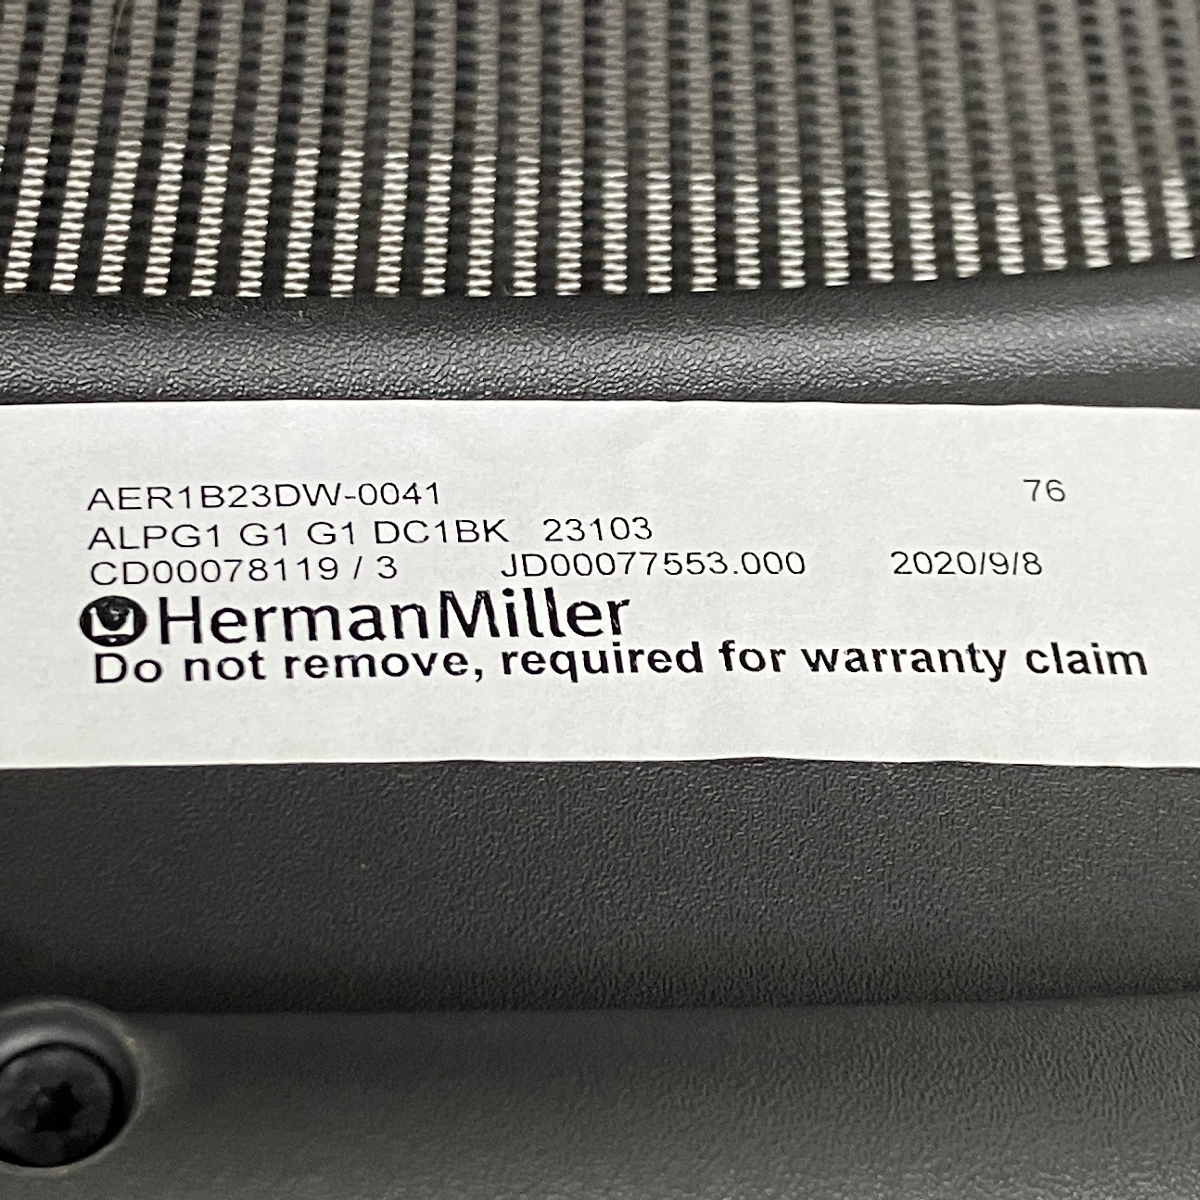 AER1B23DW-0041 76
ALPG1 G1 G1 DC1BK 23103
CD00078119 / 3 JD00077553.000 2020/9/8
HermanMiller
Do not remove, required for warranty claim